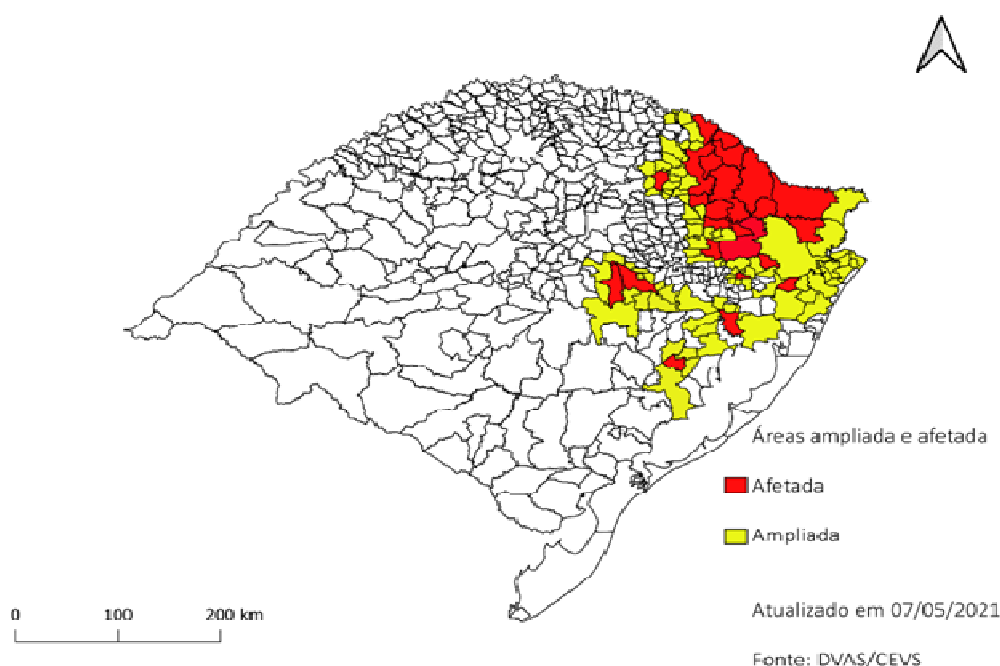 Áreas ampliada e afetada
Afetada
Ampliada
0 100 200 km
Atualizado em 07/05/2021
Fonte: DVAS/CEVS